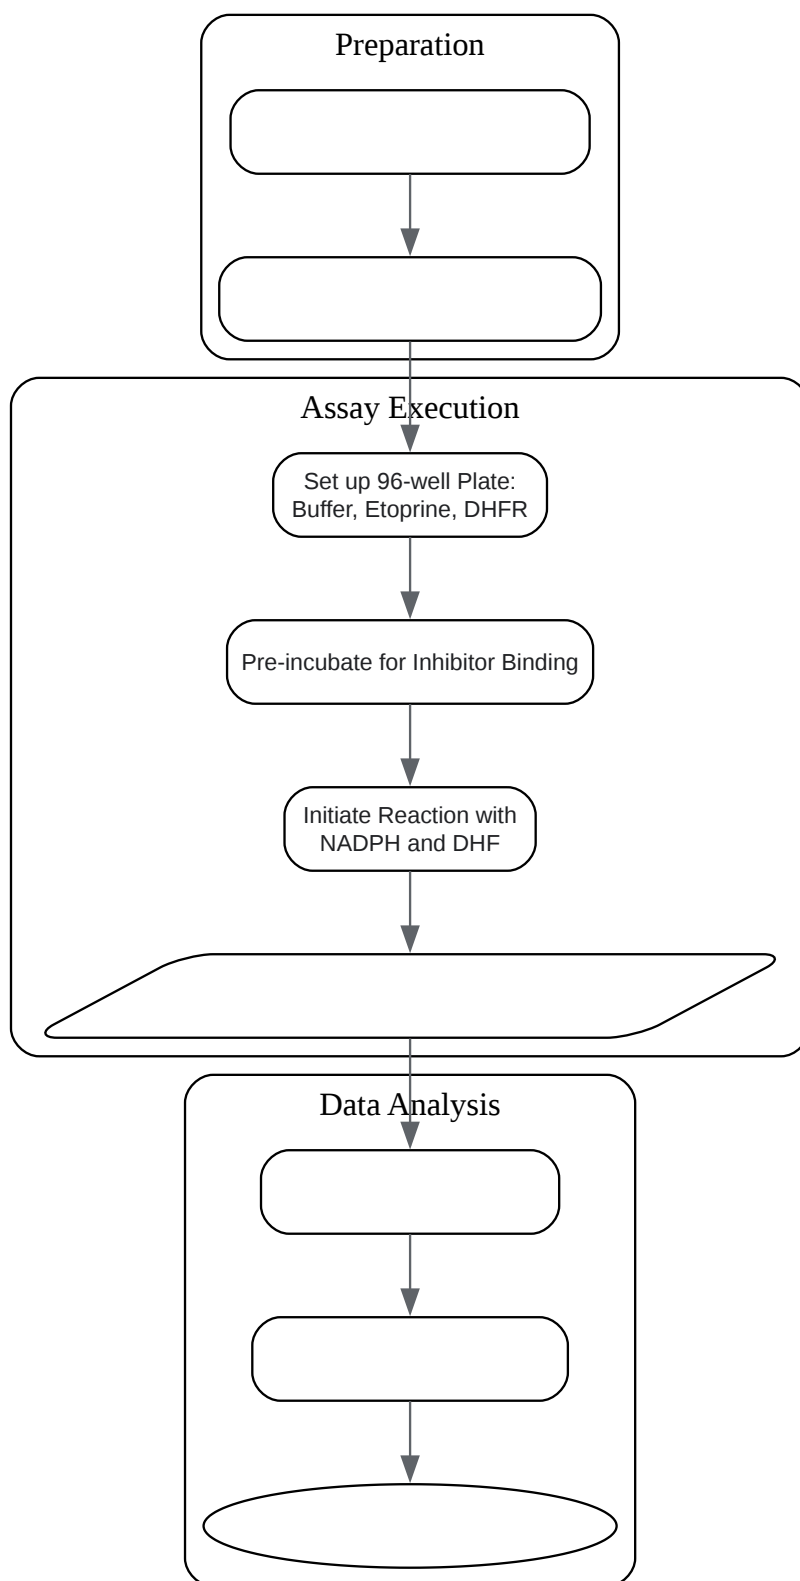 Preparation
Assay Execution
Set up 96-well Plate:
Buffer, Etoprine, DHFR
Pre-incubate for Inhibitor Binding
Initiate Reaction with
NADPH and DHF
Data Analysis